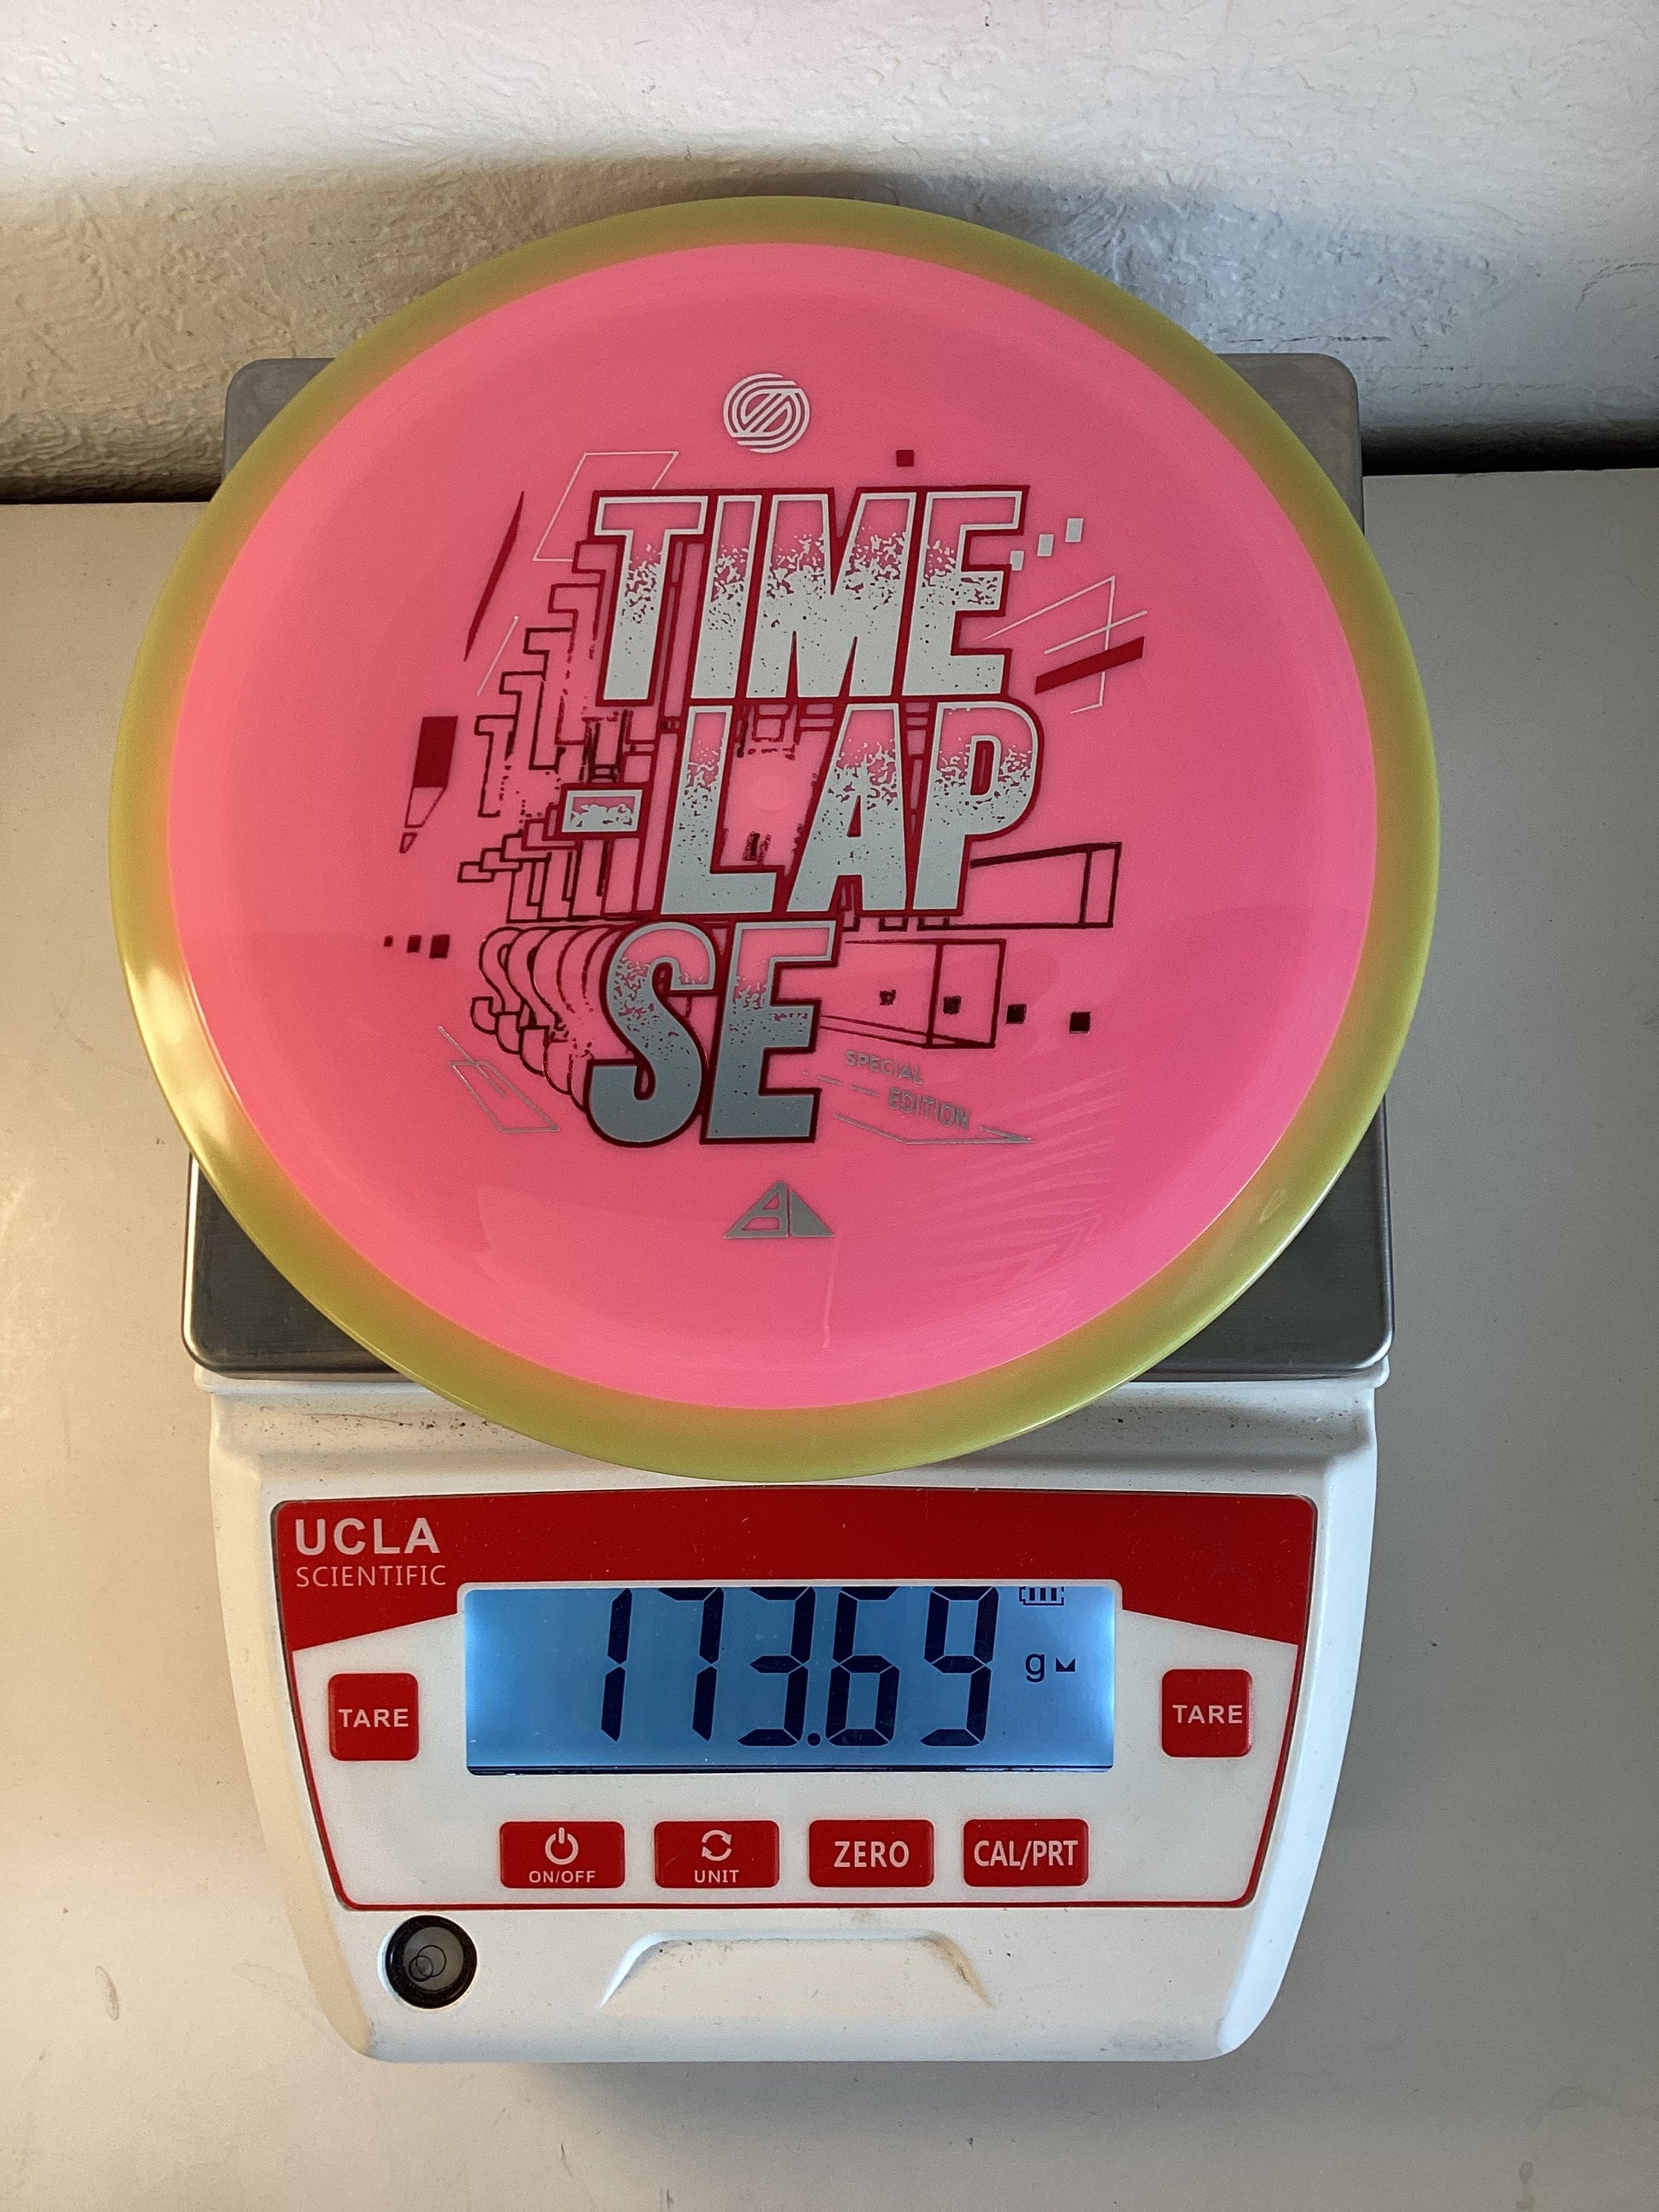 TIME
-LAP
SE
SPECIAL
EDITION
UCLA
SCIENTIFIC
173.69
g
TARE
TARE
ON/OFF
UNIT
ZERO
CAL/PRT